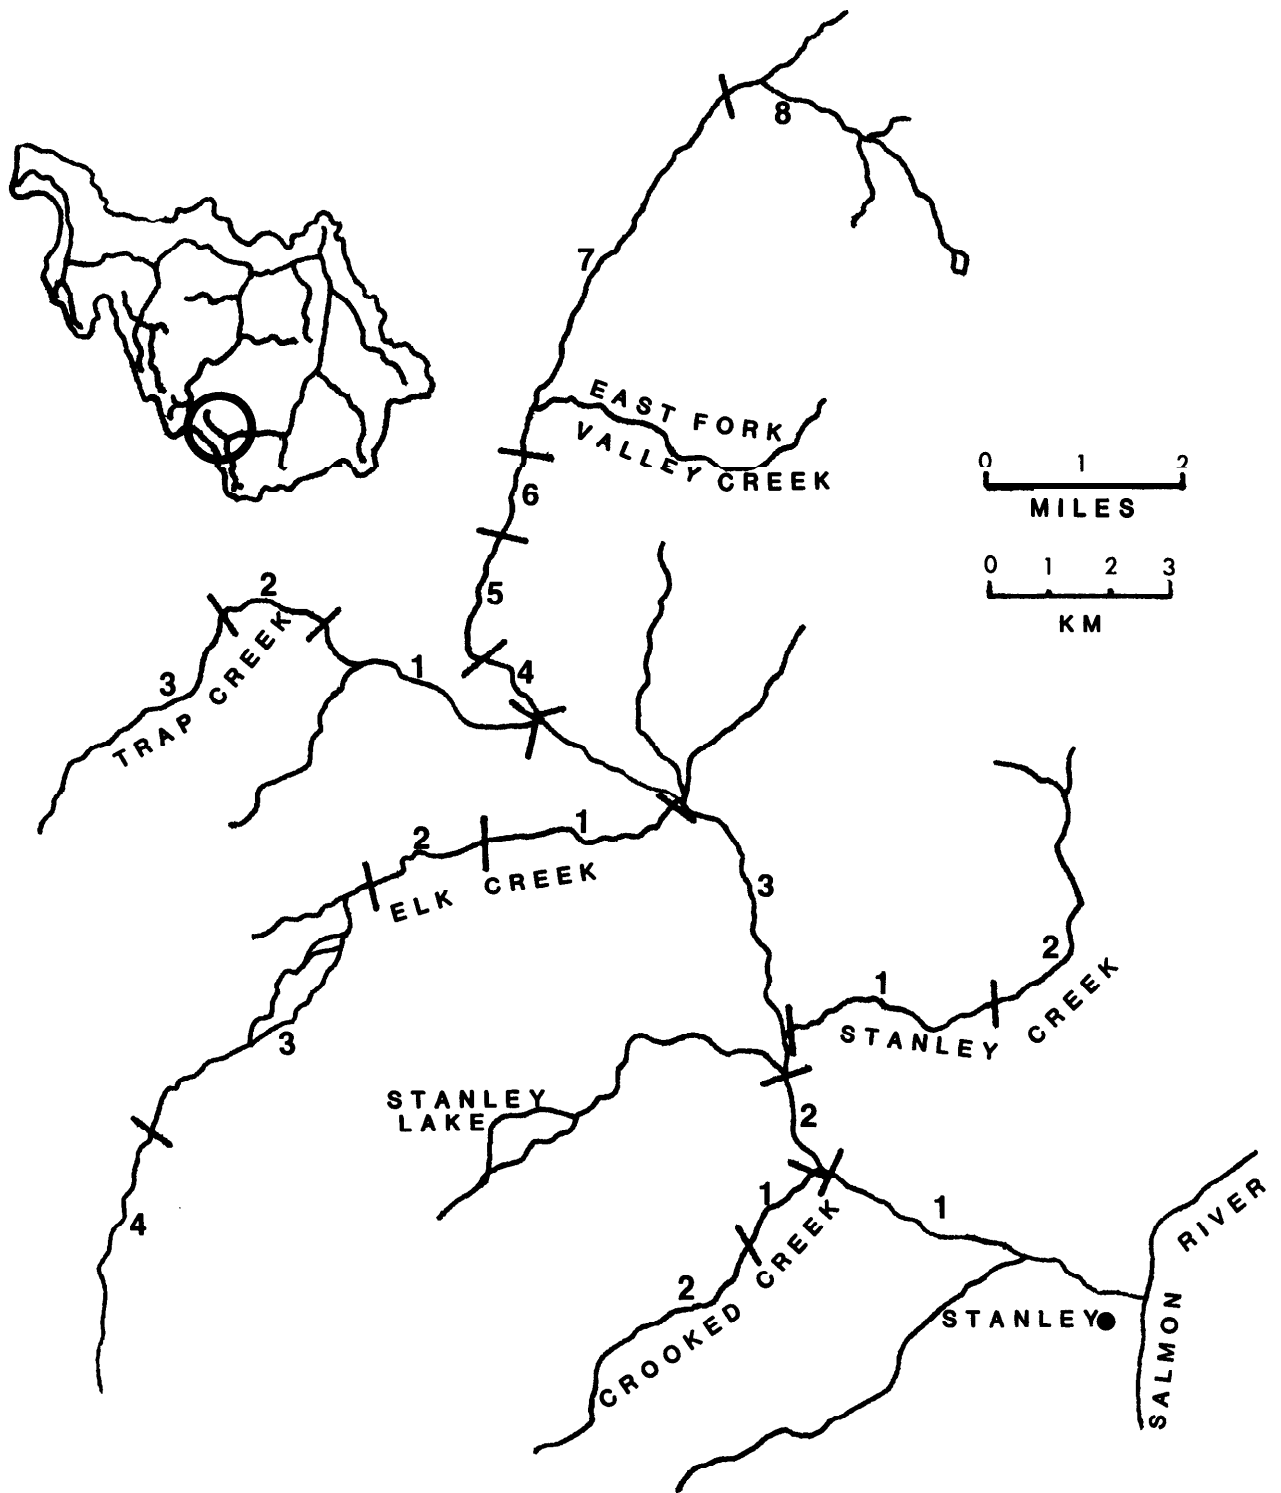 8
7
EAST FORK
VALLEY CREEK
0 1 2
MILES
6
0 1 2 3
KM
5
2
TRAP CREEK
3
1
4
2
1
ELK CREEK
3
2
1
STANLEY CREEK
3
STANLEY
LAKE
2
4
1
CROOKED CREEK
2
1
SALMON RIVER
STANLEY